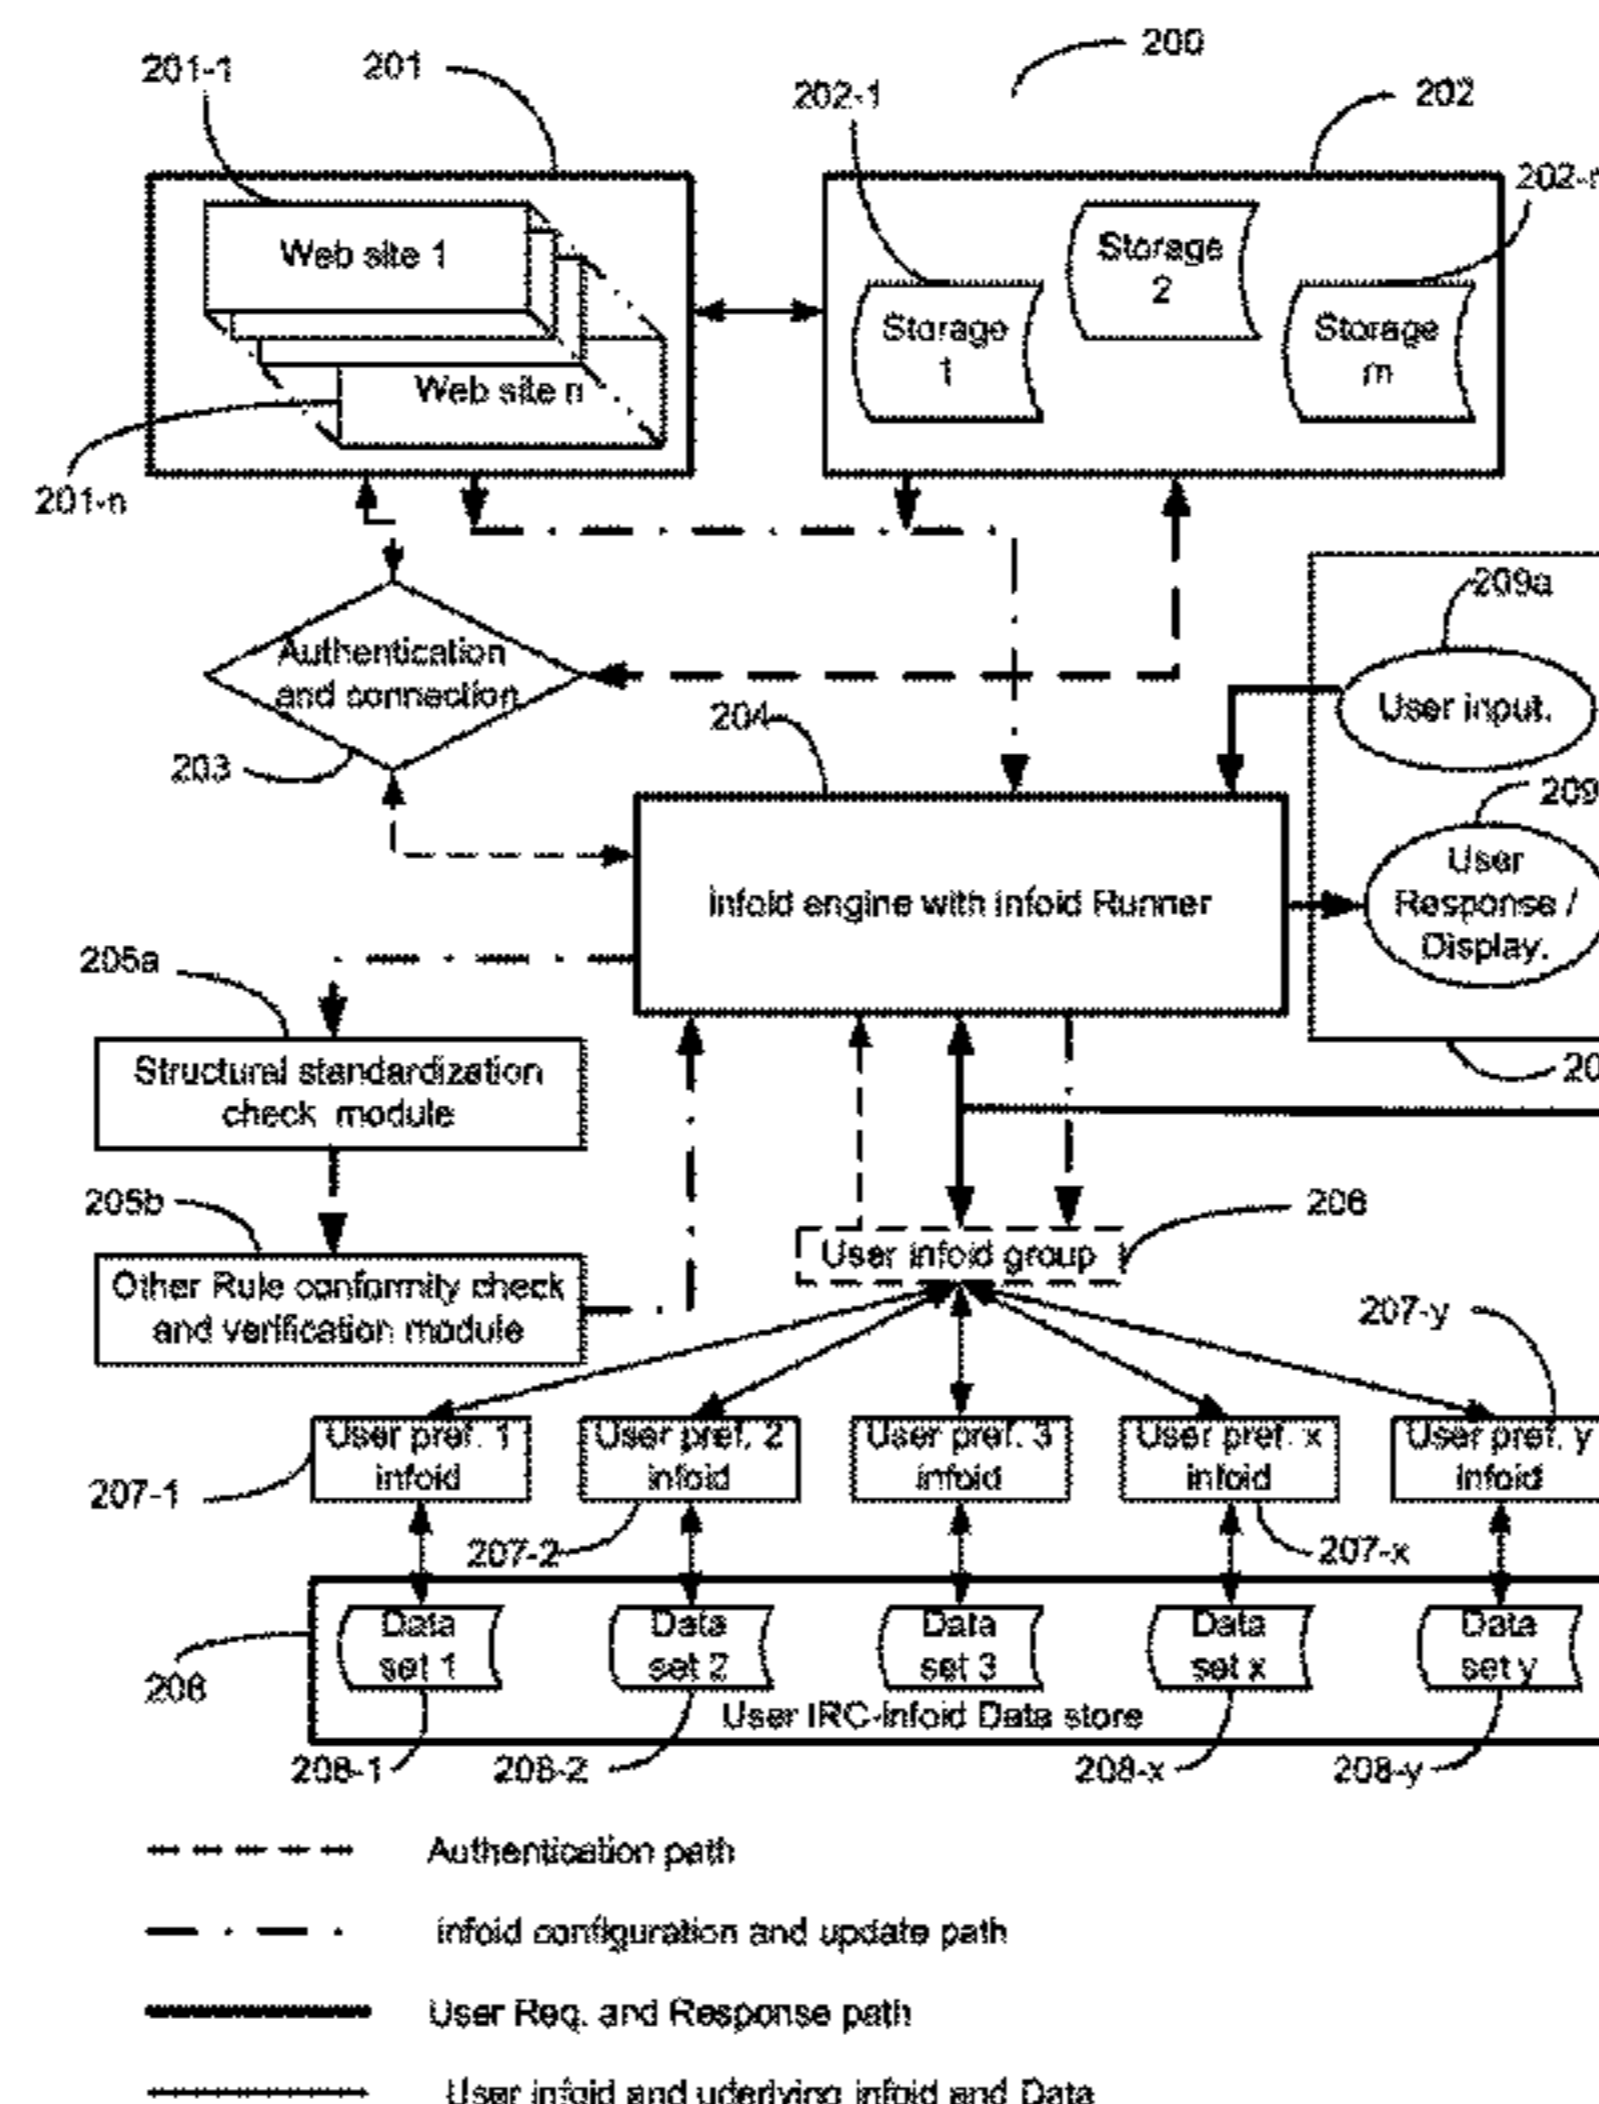 200
201-1
201
202-1
202
202-
Web site 1
Storage
2
Storage
1
Storage
m
Web site n
201-n
209a
Authentication
and connection
User input.
204
203
209
User
Response /
Display.
infoid engine with infoid Runner
205a
Structural standardization
check module
20
205b
206
User infoid group
Other Rule conformity check
and verification module
207-y
User pref. 1
infoid
User pref. 2
infoid
User pref. 3
infoid
User pref. x
infoid
User pref. y
infoid
207-1
207-2
207-x
Data
set 1
Data
set 2
Data
set 3
Data
set x
Data
set y
User IRC-infoid Data store
208-1
208-2
208-x
208-y
Authentication path
infoid configuration and update path
User Req. and Response path
User infoid and uderlying infoid and Data